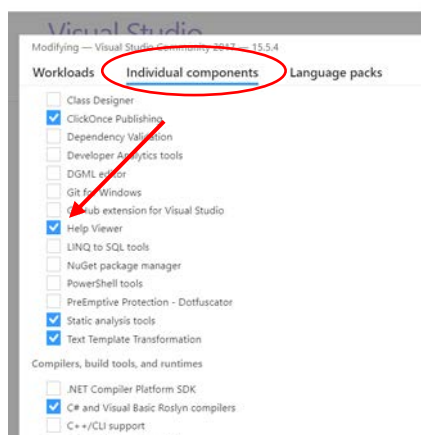 Visual Studio
Modifying — Visual Studio Community 2017 — 15.5.4
Workloads Individual components Language packs
Class Designer
ClickOnce Publishing
Dependency Validation
Developer Analytics tools
DGML editor
Git for Windows
GitHub extension for Visual Studio
Help Viewer
LINQ to SQL tools
NuGet package manager
PowerShell tools
PreEmptive Protection - Dotfuscator
Static analysis tools
Text Template Transformation
Compilers, build tools, and runtimes
.NET Compiler Platform SDK
C# and Visual Basic Roslyn compilers
C++/CLI support